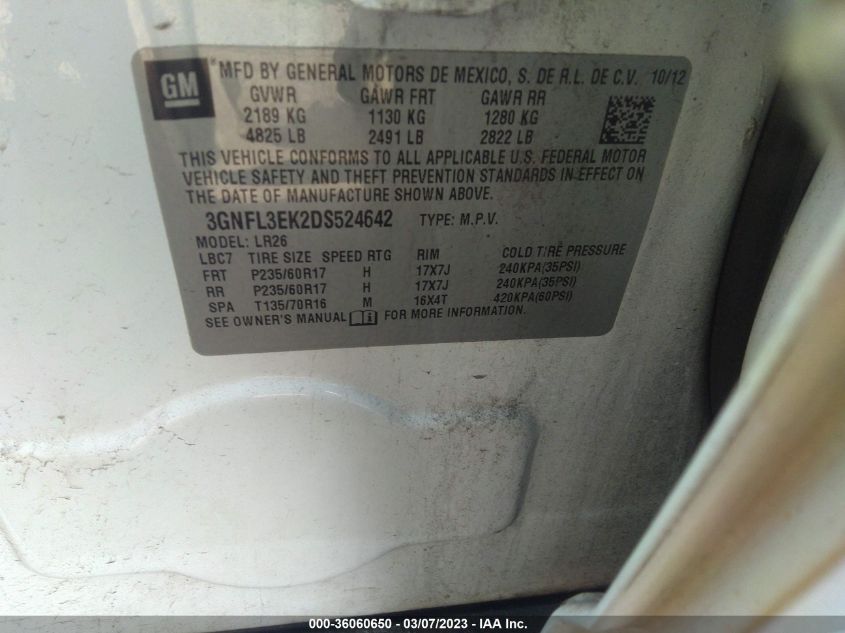 GM
MFD BY GENERAL MOTORS DE MEXICO, S. DE R.L. DE C.V. 10/12
GVWR GAWR FRT GAWR RR
2189 KG 1130 KG 1280 KG
4825 LB 2491 LB 2822 LB
THIS VEHICLE CONFORMS TO ALL APPLICABLE U.S. FEDERAL MOTOR
VEHICLE SAFETY AND THEFT PREVENTION STANDARDS IN EFFECT ON
THE DATE OF MANUFACTURE SHOWN ABOVE.
3GNFL3EK2DS524642 TYPE: M.P.V.
MODEL: LR26
LBC7 TIRE SIZE SPEED RTG RIM COLD TIRE PRESSURE
FRT P235/60R17 H 17X7J 240KPA(35PSI)
RR P235/60R17 H 17X7J 240KPA(35PSI)
SPA T135/70R16 M 16X4T 420KPA(60PSI)
SEE OWNER'S MANUAL i FOR MORE INFORMATION.
000-36060650 - 03/07/2023 - IAA Inc.